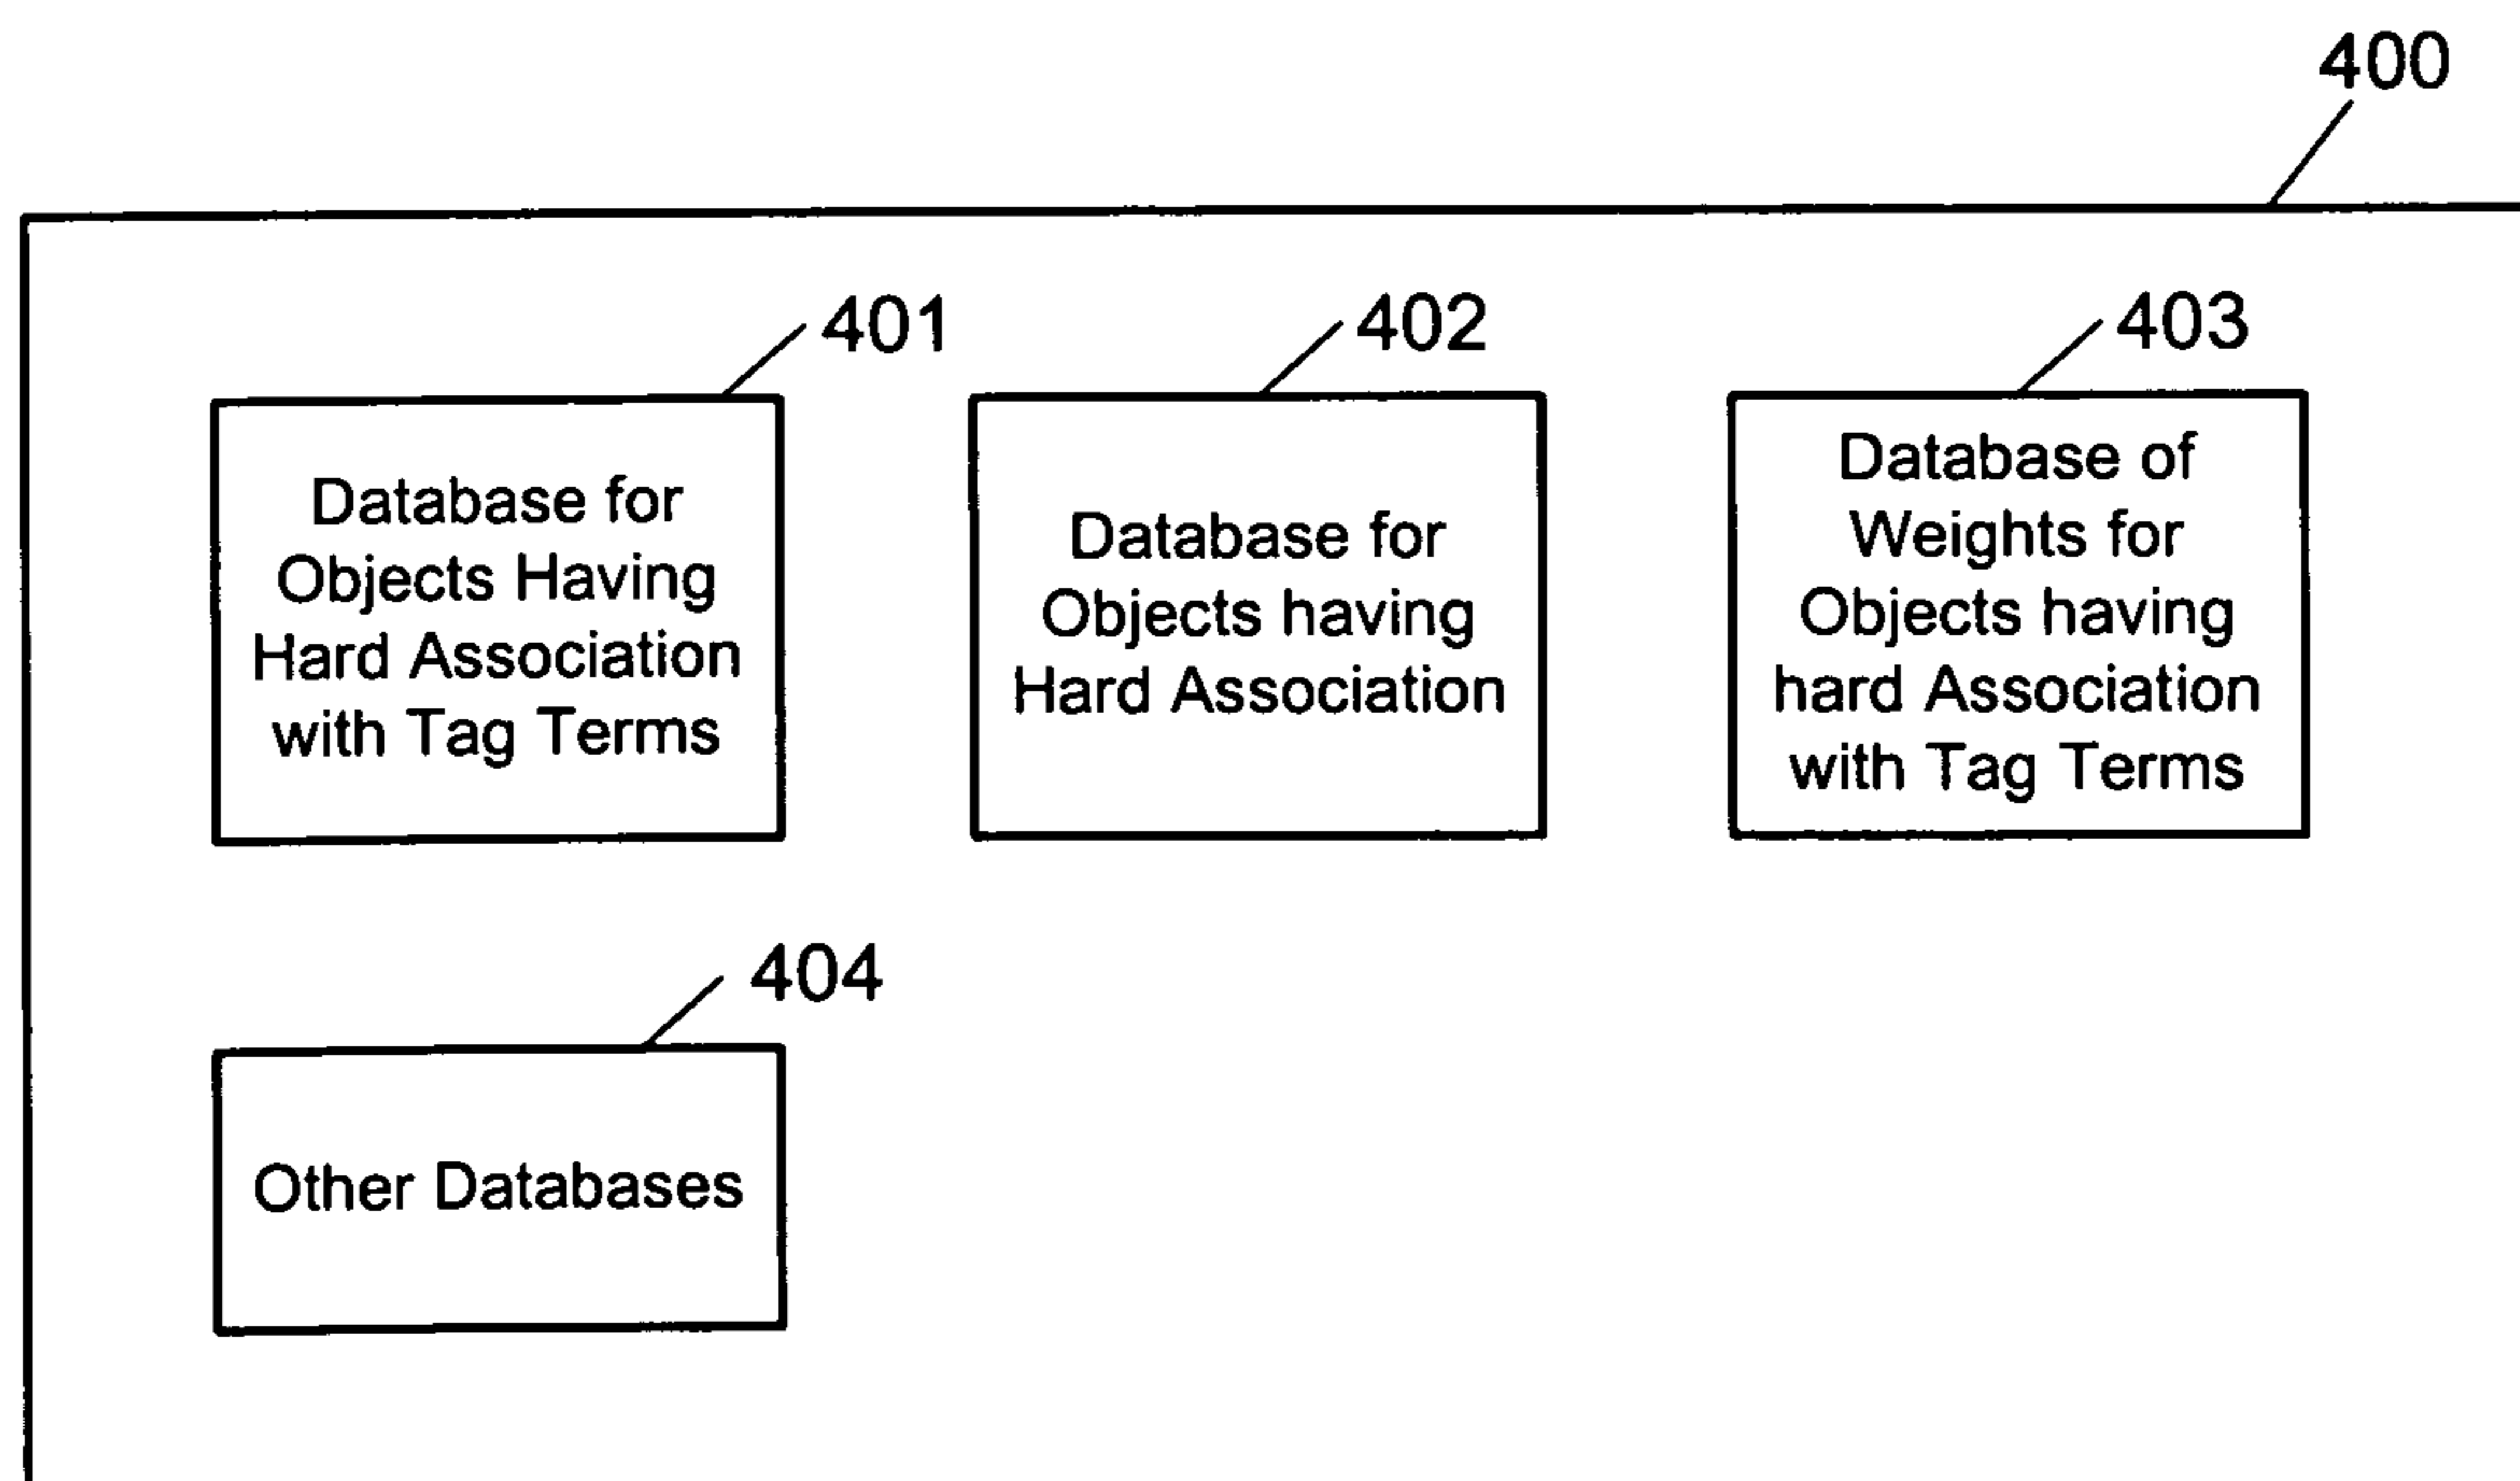 400
401
Database for
Objects Having
Hard Association
with Tag Terms
402
Database for
Objects having
Hard Association
403
Database of
Weights for
Objects having
hard Association
with Tag Terms
404
Other Databases